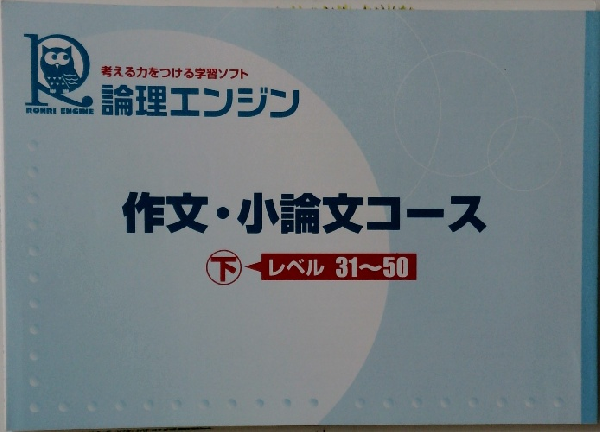 考える力をつける学習ソフト
RONRI ENGINE
論理エンジン
作文・小論文コース
下 レベル 31〜50